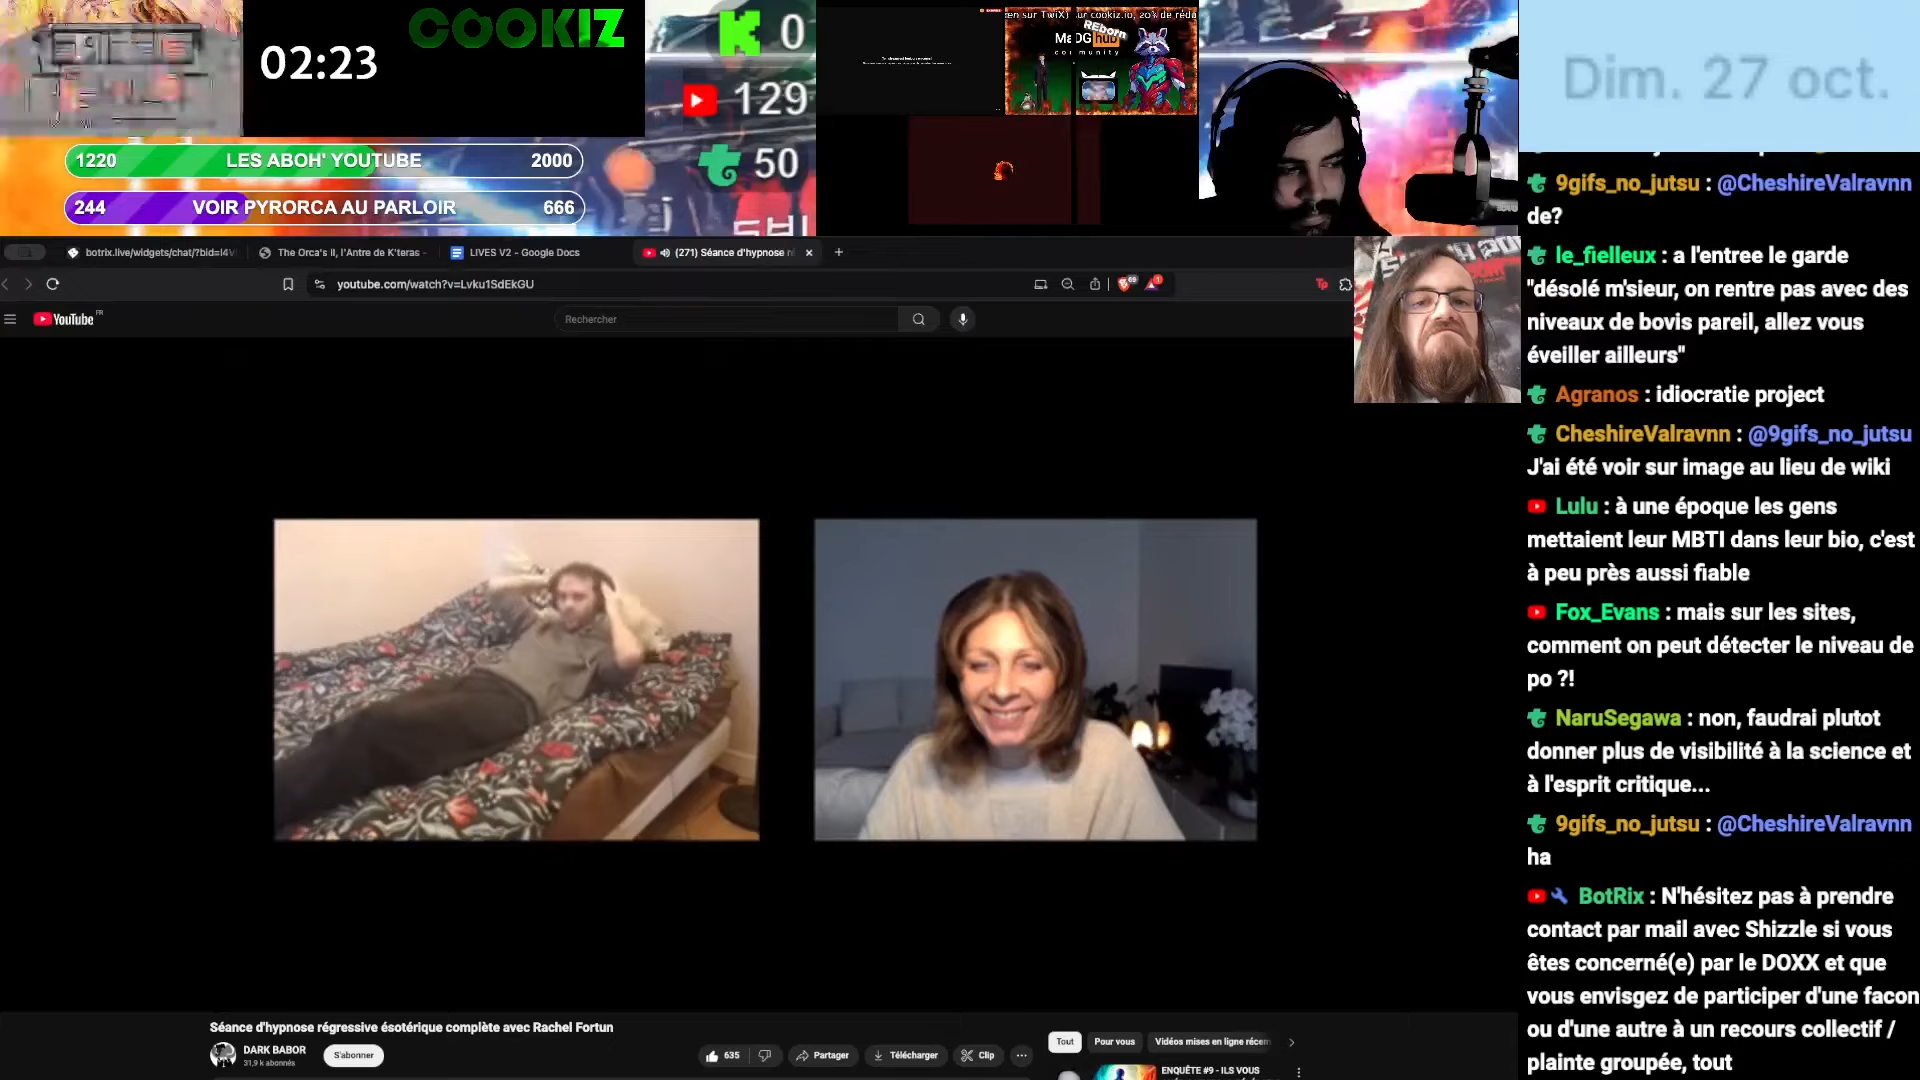 02:23
COOKIZ
0
129
50
1220 LES ABOH' YOUTUBE 2000
244 VOIR PYRORCA AU PARLOIR 666
REborn
hub
community
Dim. 27 oct.
botrix.live/widgets/chat/?bid=I4V
The Orca's II, l'Antre de K'teras -
LIVES V2 - Google Docs
(271) Séance d'hypnose
youtube.com/watch?v=Lvku1SdEkGU
YouTube FR
Rechercher
9gifs_no_jutsu : @CheshireValravnn
de?
le_fielleux : a l'entree le garde
"désolé m'sieur, on rentre pas avec des
niveaux de bovis pareil, allez vous
éveiller ailleurs"
Agranos : idiocratie project
CheshireValravnn : @9gifs_no_jutsu
J'ai été voir sur image au lieu de wiki
Lulu : à une époque les gens
mettaient leur MBTI dans leur bio, c'est
à peu près aussi fiable
Fox_Evans : mais sur les sites,
comment on peut détecter le niveau de
po ?!
NaruSegawa : non, faudrai plutot
donner plus de visibilité à la science et
à l'esprit critique...
9gifs_no_jutsu : @CheshireValravnn
ha
BotRix : N'hésitez pas à prendre
contact par mail avec Shizzle si vous
êtes concerné(e) par le DOXX et que
vous envisgez de participer d'une facon
ou d'une autre à un recours collectif /
plainte groupée, tout
Séance d'hypnose régressive ésotérique complète avec Rachel Fortun
DARK BABOR
31,9 k abonnés
S'abonner
635
Partager
Télécharger
Clip
Tout
Pour vous
Vidéos mises en ligne récem
ENQUÊTE #9 - ILS VOUS